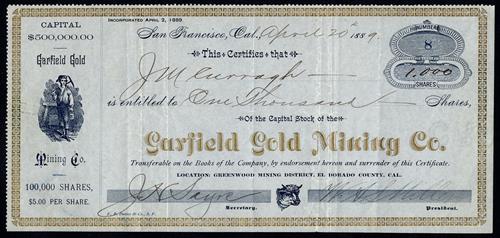 CAPITAL
$500,000.00
Garfield Gold
Mining Co.
100,000 SHARES,
$5.00 PER SHARE.
INCORPORATED APRIL 2, 1889.
San Francisco, Cal., April 20th 1889.
NUMBER
8
This Certifies that
J McCurragh
1,000
SHARES
is entitled to One Thousand Shares,
Of the Capital Stock of the
Garfield Gold Mining Co.
Transferable on the Books of the Company, by endorsement hereon and surrender of this Certificate.
LOCATION: GREENWOOD MINING DISTRICT, EL DORADO COUNTY, CAL.
Secretary.
President.